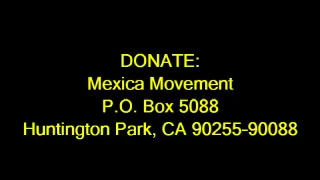 DONATE:
Mexica Movement
P.O. Box 5088
Huntington Park, CA 90255-90088